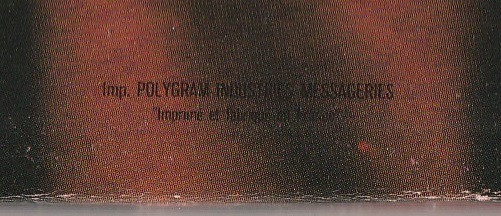 Imp. POLYGRAM INDUSTRIES MESSAGERIES
"Imprimé et fabriqué en France"